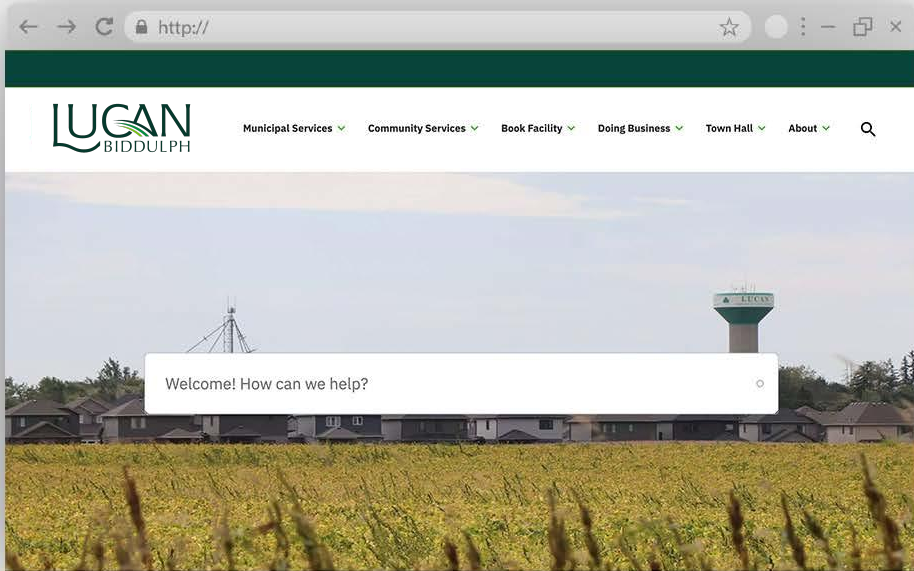 http://
LUCAN
BIDDULPH
Municipal Services
Community Services
Book Facility
Doing Business
Town Hall
About
LUCAN
Welcome! How can we help?